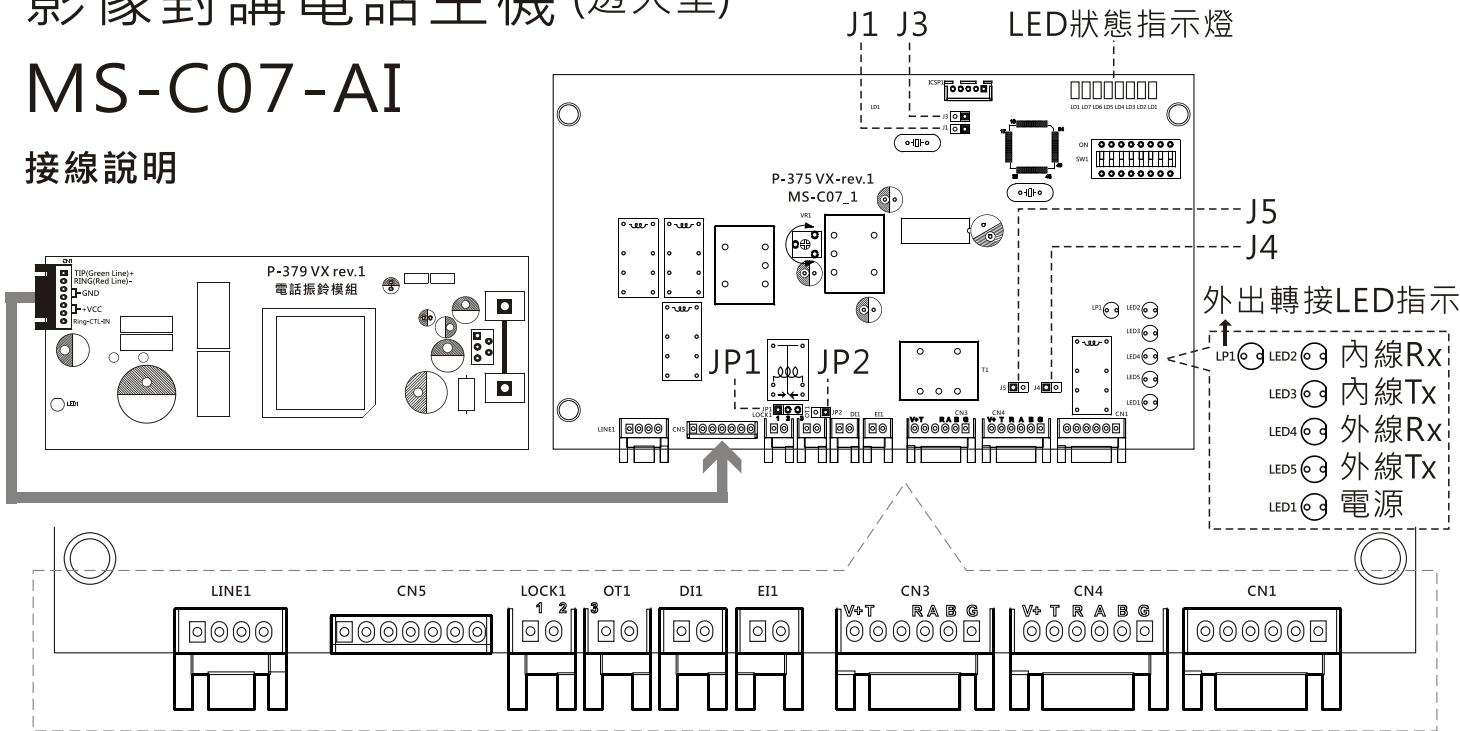 影像對講電話主機 (透天型)
MS-C07-AI
接線說明
J1 J3 LED狀態指示燈
ICSP1
LD1
LD1 LD7 LD6 LD5 LD4 LD3 LD2 LD1
J3
J1
ON
SW1
P-375 VX-rev.1
MS-C07_1
VR1
J5
J4
CN1
TIP(Green Line)+
RING(Red Line)-
GND
+VCC
Ring-CTL-IN
P-379 VX rev.1
電話振鈴模組
LED1
外出轉接LED指示
LP1 LED2 內線Rx
LED3 內線Tx
LED4 外線Rx
LED5 外線Tx
LED1 電源
LP1 LED2
LED3
LED4
LED5
LED1
JP1 JP2
T1
J5 J4
JP1
LOCK1 1 2 3 OT1 JP2 DI1 EI1
LINE1 CN5 CN3 CN4 CN1
V+T R A B G V+ T R A B G
LINE1 CN5 LOCK1 OT1 DI1 EI1 CN3 CN4 CN1
1 2 3 V+T R A B G V+ T R A B G